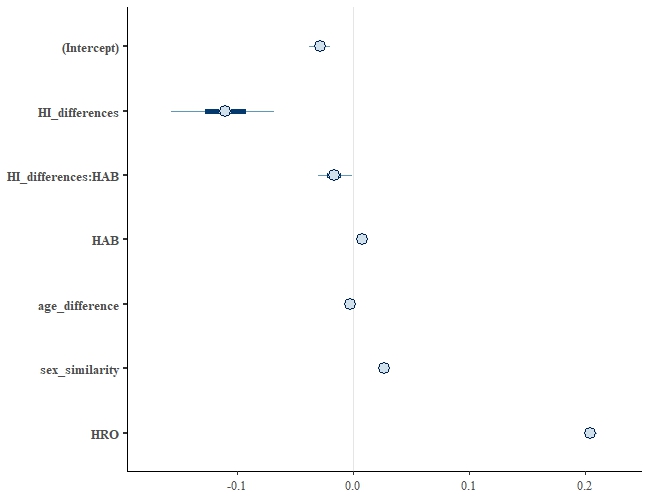 (Intercept)
HI_differences
HI_differences:HAB
HAB
age_difference
sex_similarity
HRO
-0.1 0.0 0.1 0.2